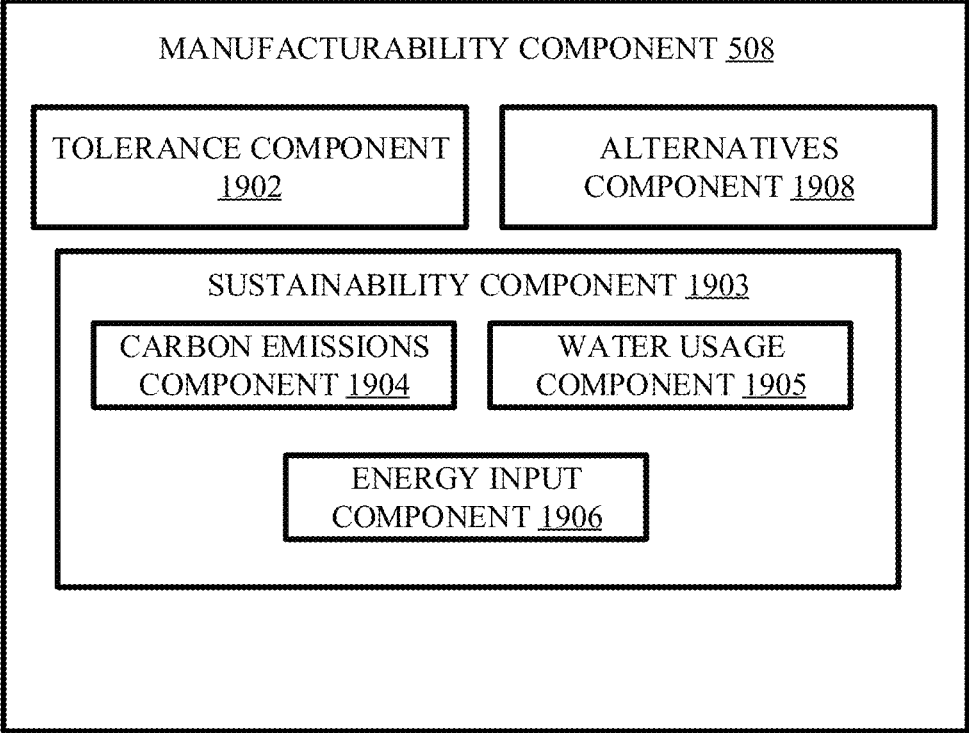 MANUFACTURABILITY COMPONENT 508
TOLERANCE COMPONENT
1902
ALTERNATIVES
COMPONENT 1908
SUSTAINABILITY COMPONENT 1903
CARBON EMISSIONS
COMPONENT 1904
WATER USAGE
COMPONENT 1905
ENERGY INPUT
COMPONENT 1906